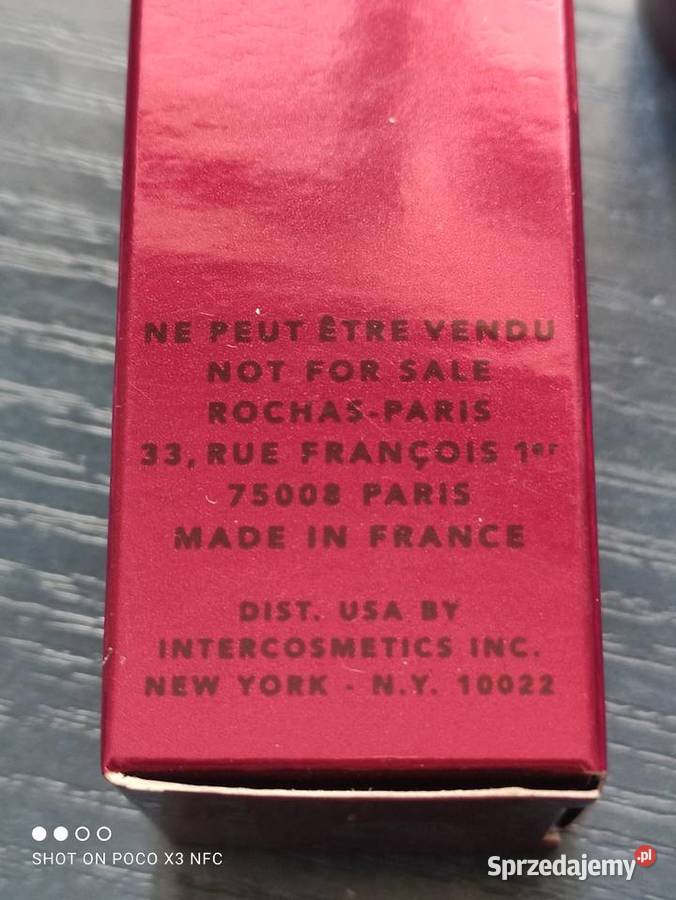 NE PEUT ÊTRE VENDU
NOT FOR SALE
ROCHAS-PARIS
33, RUE FRANÇOIS 1er
75008 PARIS
MADE IN FRANCE
DIST. USA BY
INTERCOSMETICS INC.
NEW YORK - N.Y. 10022
SHOT ON POCO X3 NFC
Sprzedajemy.pl